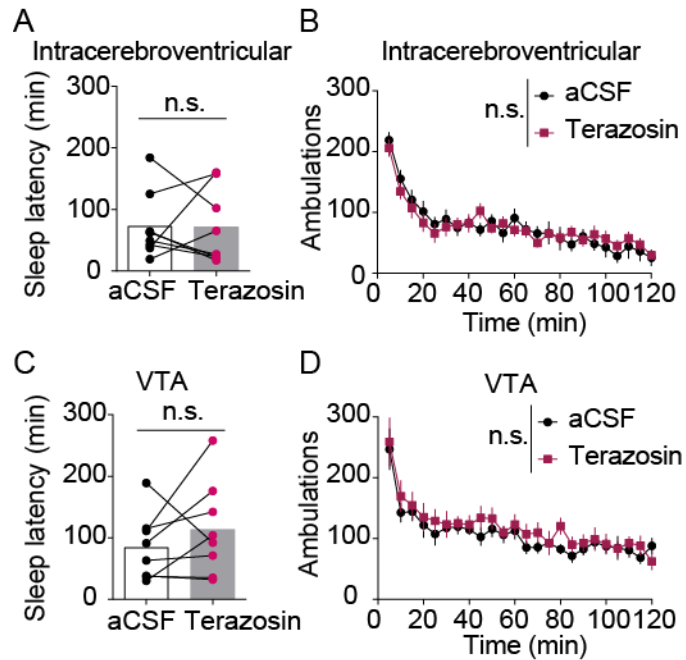 A
Intracerebroventricular
Sleep latency (min)
300
200
100
0
n.s.
aCSF Terazosin
B
Intracerebroventricular
Ambulations
300
200
100
0
n.s.
aCSF
Terazosin
0 20 40 60 80 100 120
Time (min)
C
VTA
Sleep latency (min)
300
200
100
0
n.s.
aCSF Terazosin
D
VTA
Ambulations
300
200
100
0
n.s.
aCSF
Terazosin
0 20 40 60 80 100 120
Time (min)